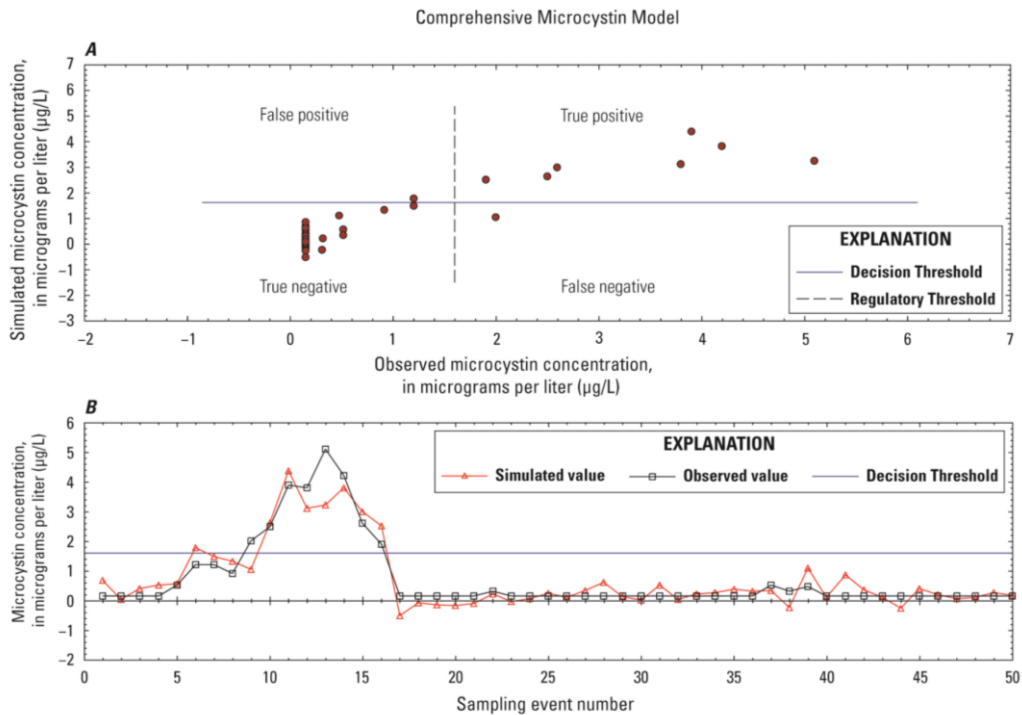 Comprehensive Microcystin Model
A
Simulated microcystin concentration,
in micrograms per liter (µg/L)
7
6
5
4
3
2
1
0
−1
−2
−3
False positive
True positive
True negative
False negative
EXPLANATION
Decision Threshold
Regulatory Threshold
−2 −1 0 1 2 3 4 5 6 7
Observed microcystin concentration,
in micrograms per liter (µg/L)
B
Microcystin concentration,
in micrograms per liter (µg/L)
6
5
4
3
2
1
0
−1
−2
EXPLANATION
Simulated value Observed value Decision Threshold
0 5 10 15 20 25 30 35 40 45 50
Sampling event number